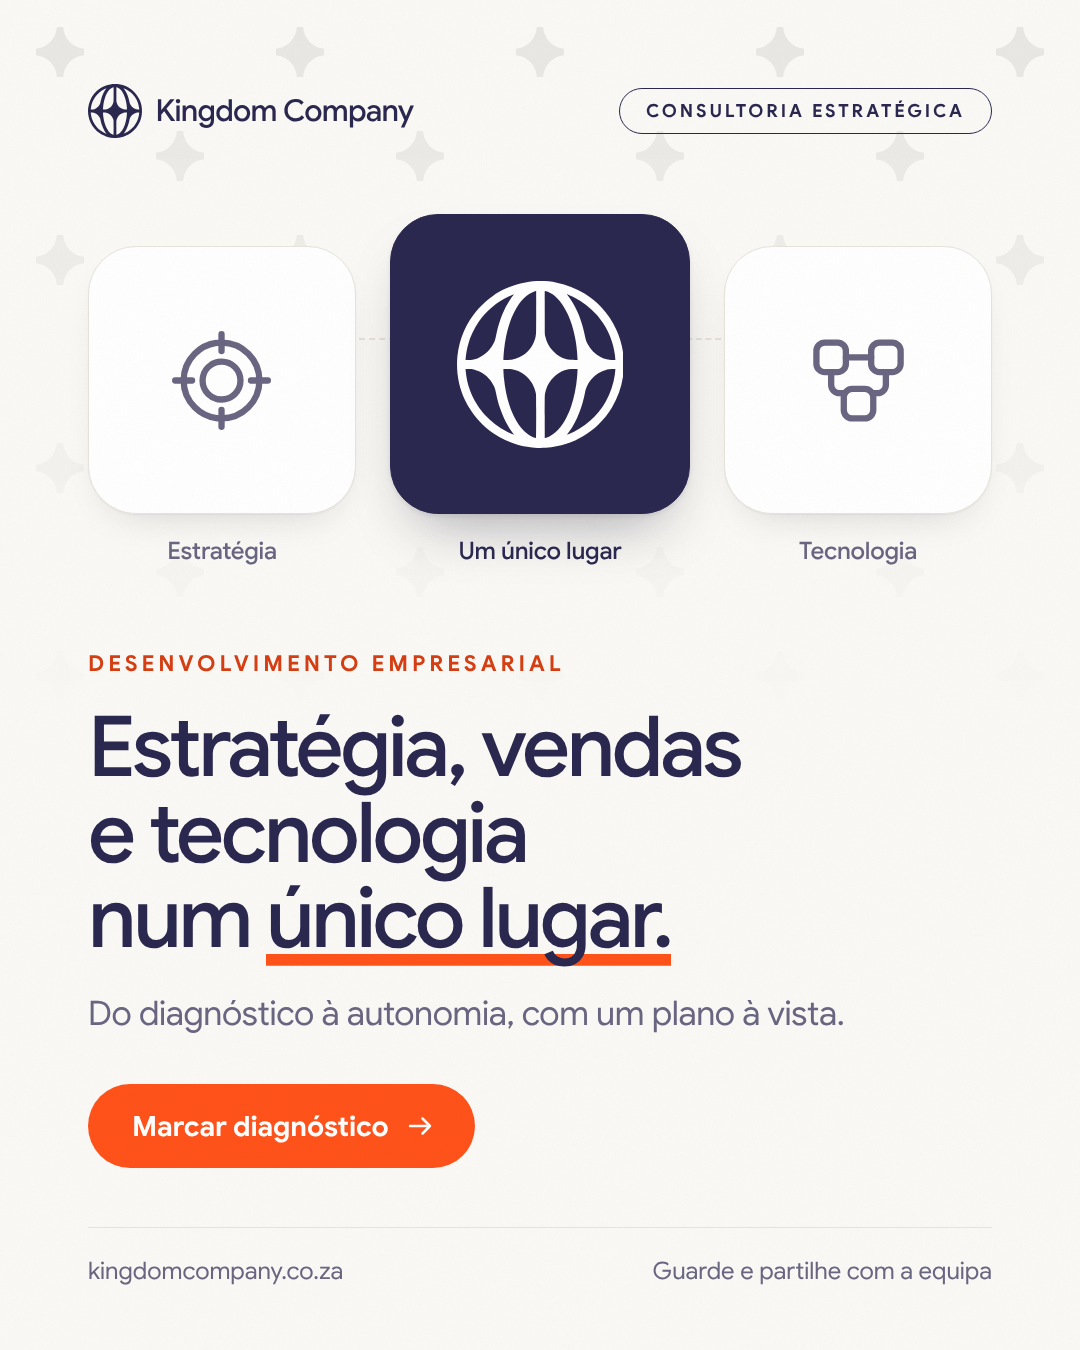 Kingdom Company
CONSULTORIA ESTRATÉGICA
Estratégia
Um único lugar
Tecnologia
DESENVOLVIMENTO EMPRESARIAL
Estratégia, vendas
e tecnologia
num único lugar.
Do diagnóstico à autonomia, com um plano à vista.
Marcar diagnóstico →
kingdomcompany.co.za
Guarde e partilhe com a equipa